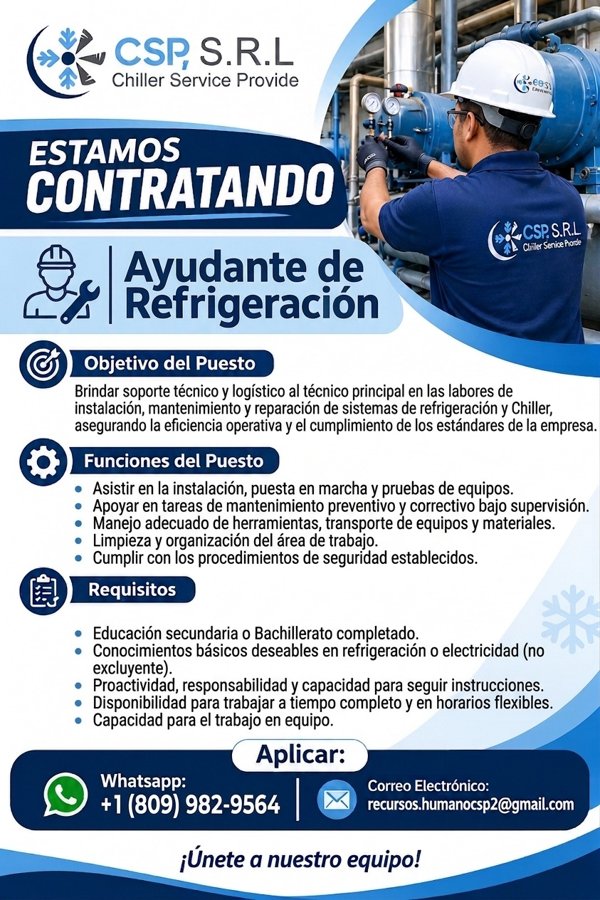 CSP, S.R.L
Chiller Service Provide
CSP, S.R.L
Chiller Service Provide
ESTAMOS
CONTRATANDO
Ayudante de
Refrigeración
Objetivo del Puesto
Brindar soporte técnico y logístico al técnico principal en las labores de
instalación, mantenimiento y reparación de sistemas de refrigeración y Chiller,
asegurando la eficiencia operativa y el cumplimiento de los estándares de la empresa.
Funciones del Puesto
• Asistir en la instalación, puesta en marcha y pruebas de equipos.
• Apoyar en tareas de mantenimiento preventivo y correctivo bajo supervisión.
• Manejo adecuado de herramientas, transporte de equipos y materiales.
• Limpieza y organización del área de trabajo.
• Cumplir con los procedimientos de seguridad establecidos.
Requisitos
• Educación secundaria o Bachillerato completado.
• Conocimientos básicos deseables en refrigeración o electricidad (no
excluyente).
• Proactividad, responsabilidad y capacidad para seguir instrucciones.
• Disponibilidad para trabajar a tiempo completo y en horarios flexibles.
• Capacidad para el trabajo en equipo.
Aplicar:
Whatsapp:
+1 (809) 982-9564
Correo Electrónico:
recursos.humanocsp2@gmail.com
¡Únete a nuestro equipo!